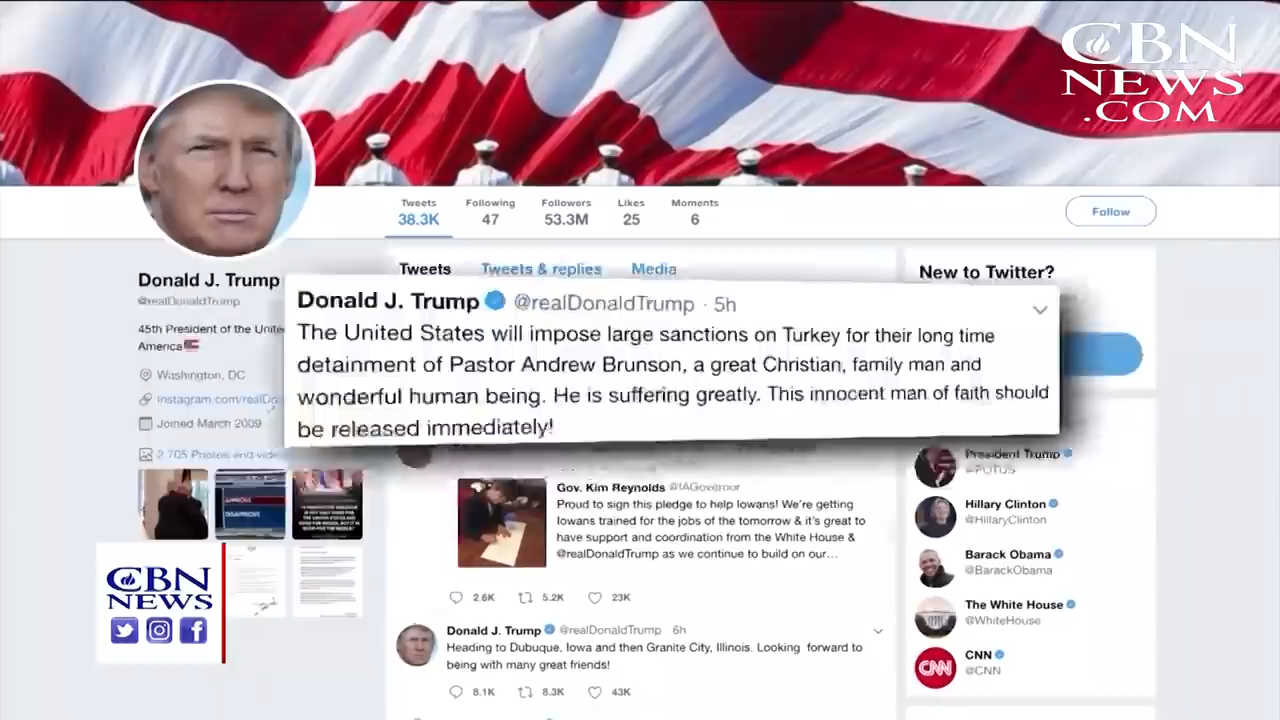 CBN
NEWS
.COM
Tweets
38.3K
Following
47
Followers
53.3M
Likes
25
Moments
6
Follow
Donald J. Trump
@realDonaldTrump
45th President of the
America
Washington, DC
Instagram.com/
Joined March 2009
2,705 Photos and
Tweets Tweets & replies Media
New to Twitter?
Donald J. Trump @realDonaldTrump · 5h
The United States will impose large sanctions on Turkey for their long time
detainment of Pastor Andrew Brunson, a great Christian, family man and
wonderful human being. He is suffering greatly. This innocent man of faith should
be released immediately!
Gov. Kim Reynolds @IAGovernor
Proud to sign this pledge to help Iowans! We're getting
Iowans trained for the jobs of the tomorrow & it's great to
have support and coordination from the White House &
@realDonaldTrump as we continue to build on our...
2.6K 5.2K 23K
Donald J. Trump @realDonaldTrump 6h
Heading to Dubuque, Iowa and then Granite City, Illinois. Looking forward to
being with many great friends!
8.1K 8.3K 43K
President Trump
@POTUS
Hillary Clinton
@HillaryClinton
Barack Obama
@BarackObama
The White House
@WhiteHouse
CNN
CNN
@CNN
CBN
NEWS